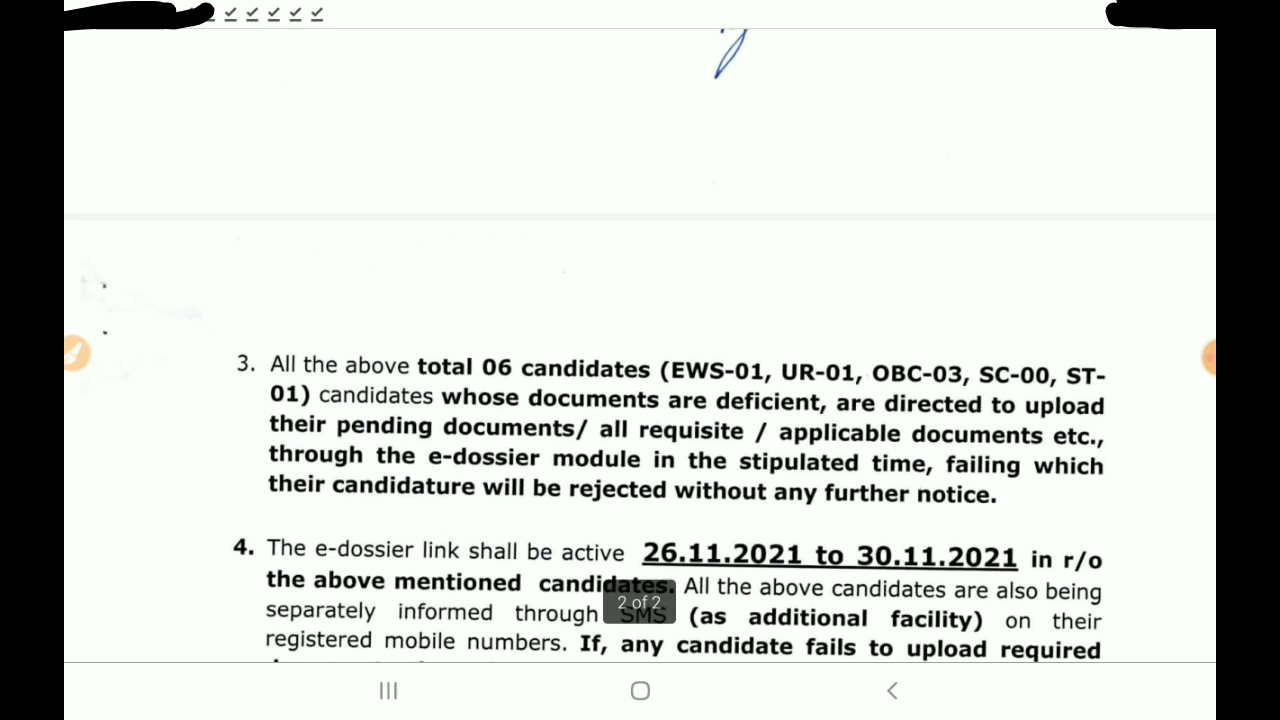 3. All the above total 06 candidates (EWS-01, UR-01, OBC-03, SC-00, ST-
01) candidates whose documents are deficient, are directed to upload
their pending documents/ all requisite / applicable documents etc.,
through the e-dossier module in the stipulated time, failing which
their candidature will be rejected without any further notice.
4. The e-dossier link shall be active 26.11.2021 to 30.11.2021 in r/o
the above mentioned candidates. All the above candidates are also being
separately informed through SMS (as additional facility) on their
registered mobile numbers. If, any candidate fails to upload required
2 of 2